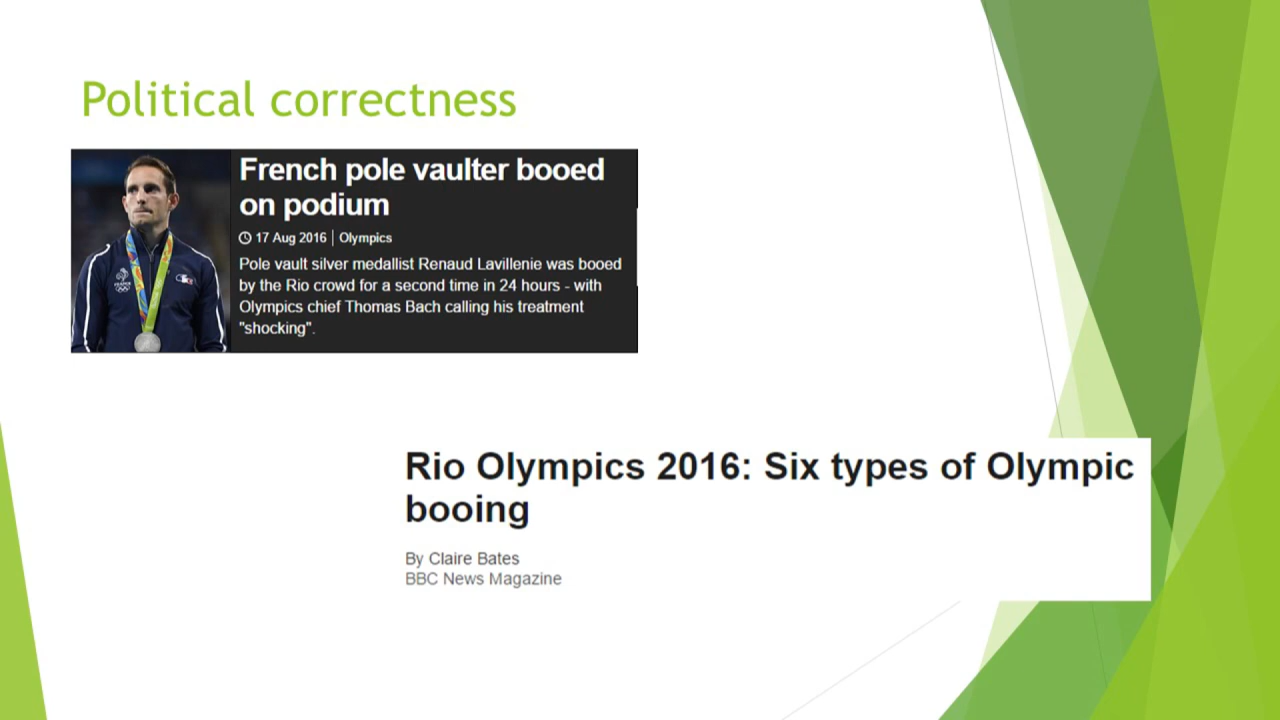 Political correctness
French pole vaulter booed
on podium
17 Aug 2016 | Olympics
Pole vault silver medallist Renaud Lavillenie was booed
by the Rio crowd for a second time in 24 hours - with
Olympics chief Thomas Bach calling his treatment
"shocking".
Rio Olympics 2016: Six types of Olympic
booing
By Claire Bates
BBC News Magazine